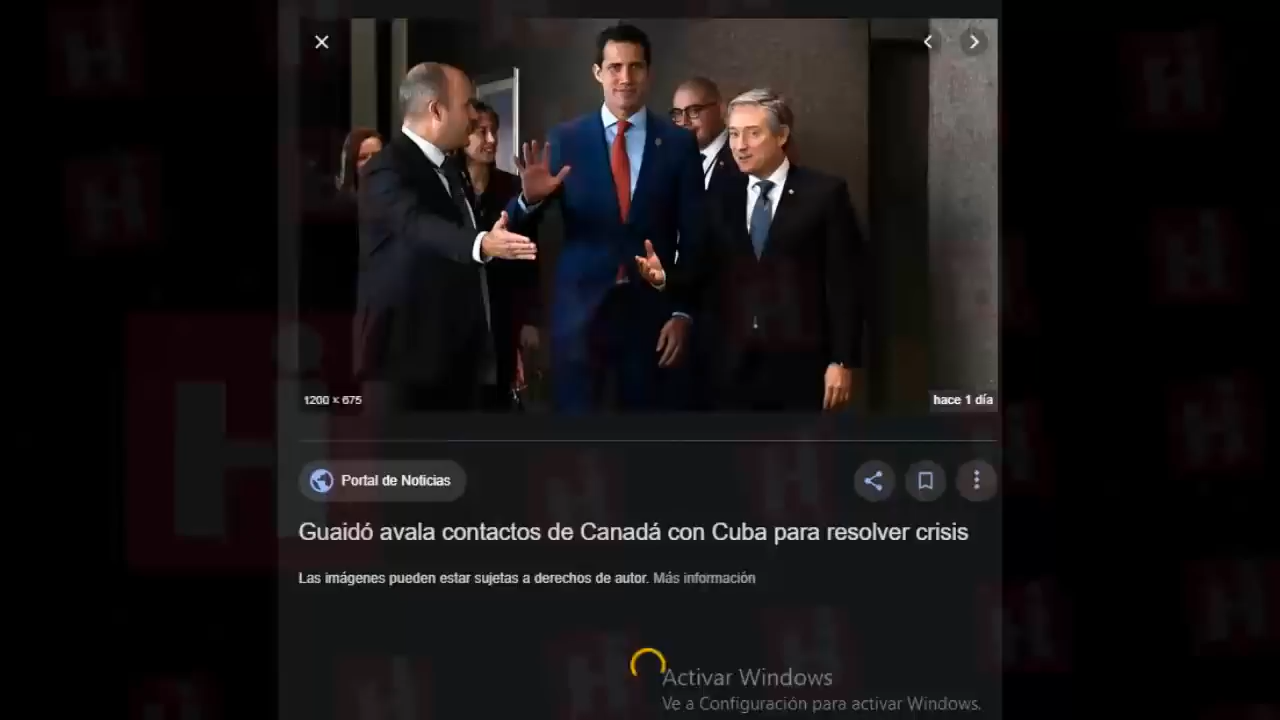 1200 × 675
hace 1 día
Portal de Noticias
Guaidó avala contactos de Canadá con Cuba para resolver crisis
Las imágenes pueden estar sujetas a derechos de autor. Más información
Activar Windows
Ve a Configuración para activar Windows.